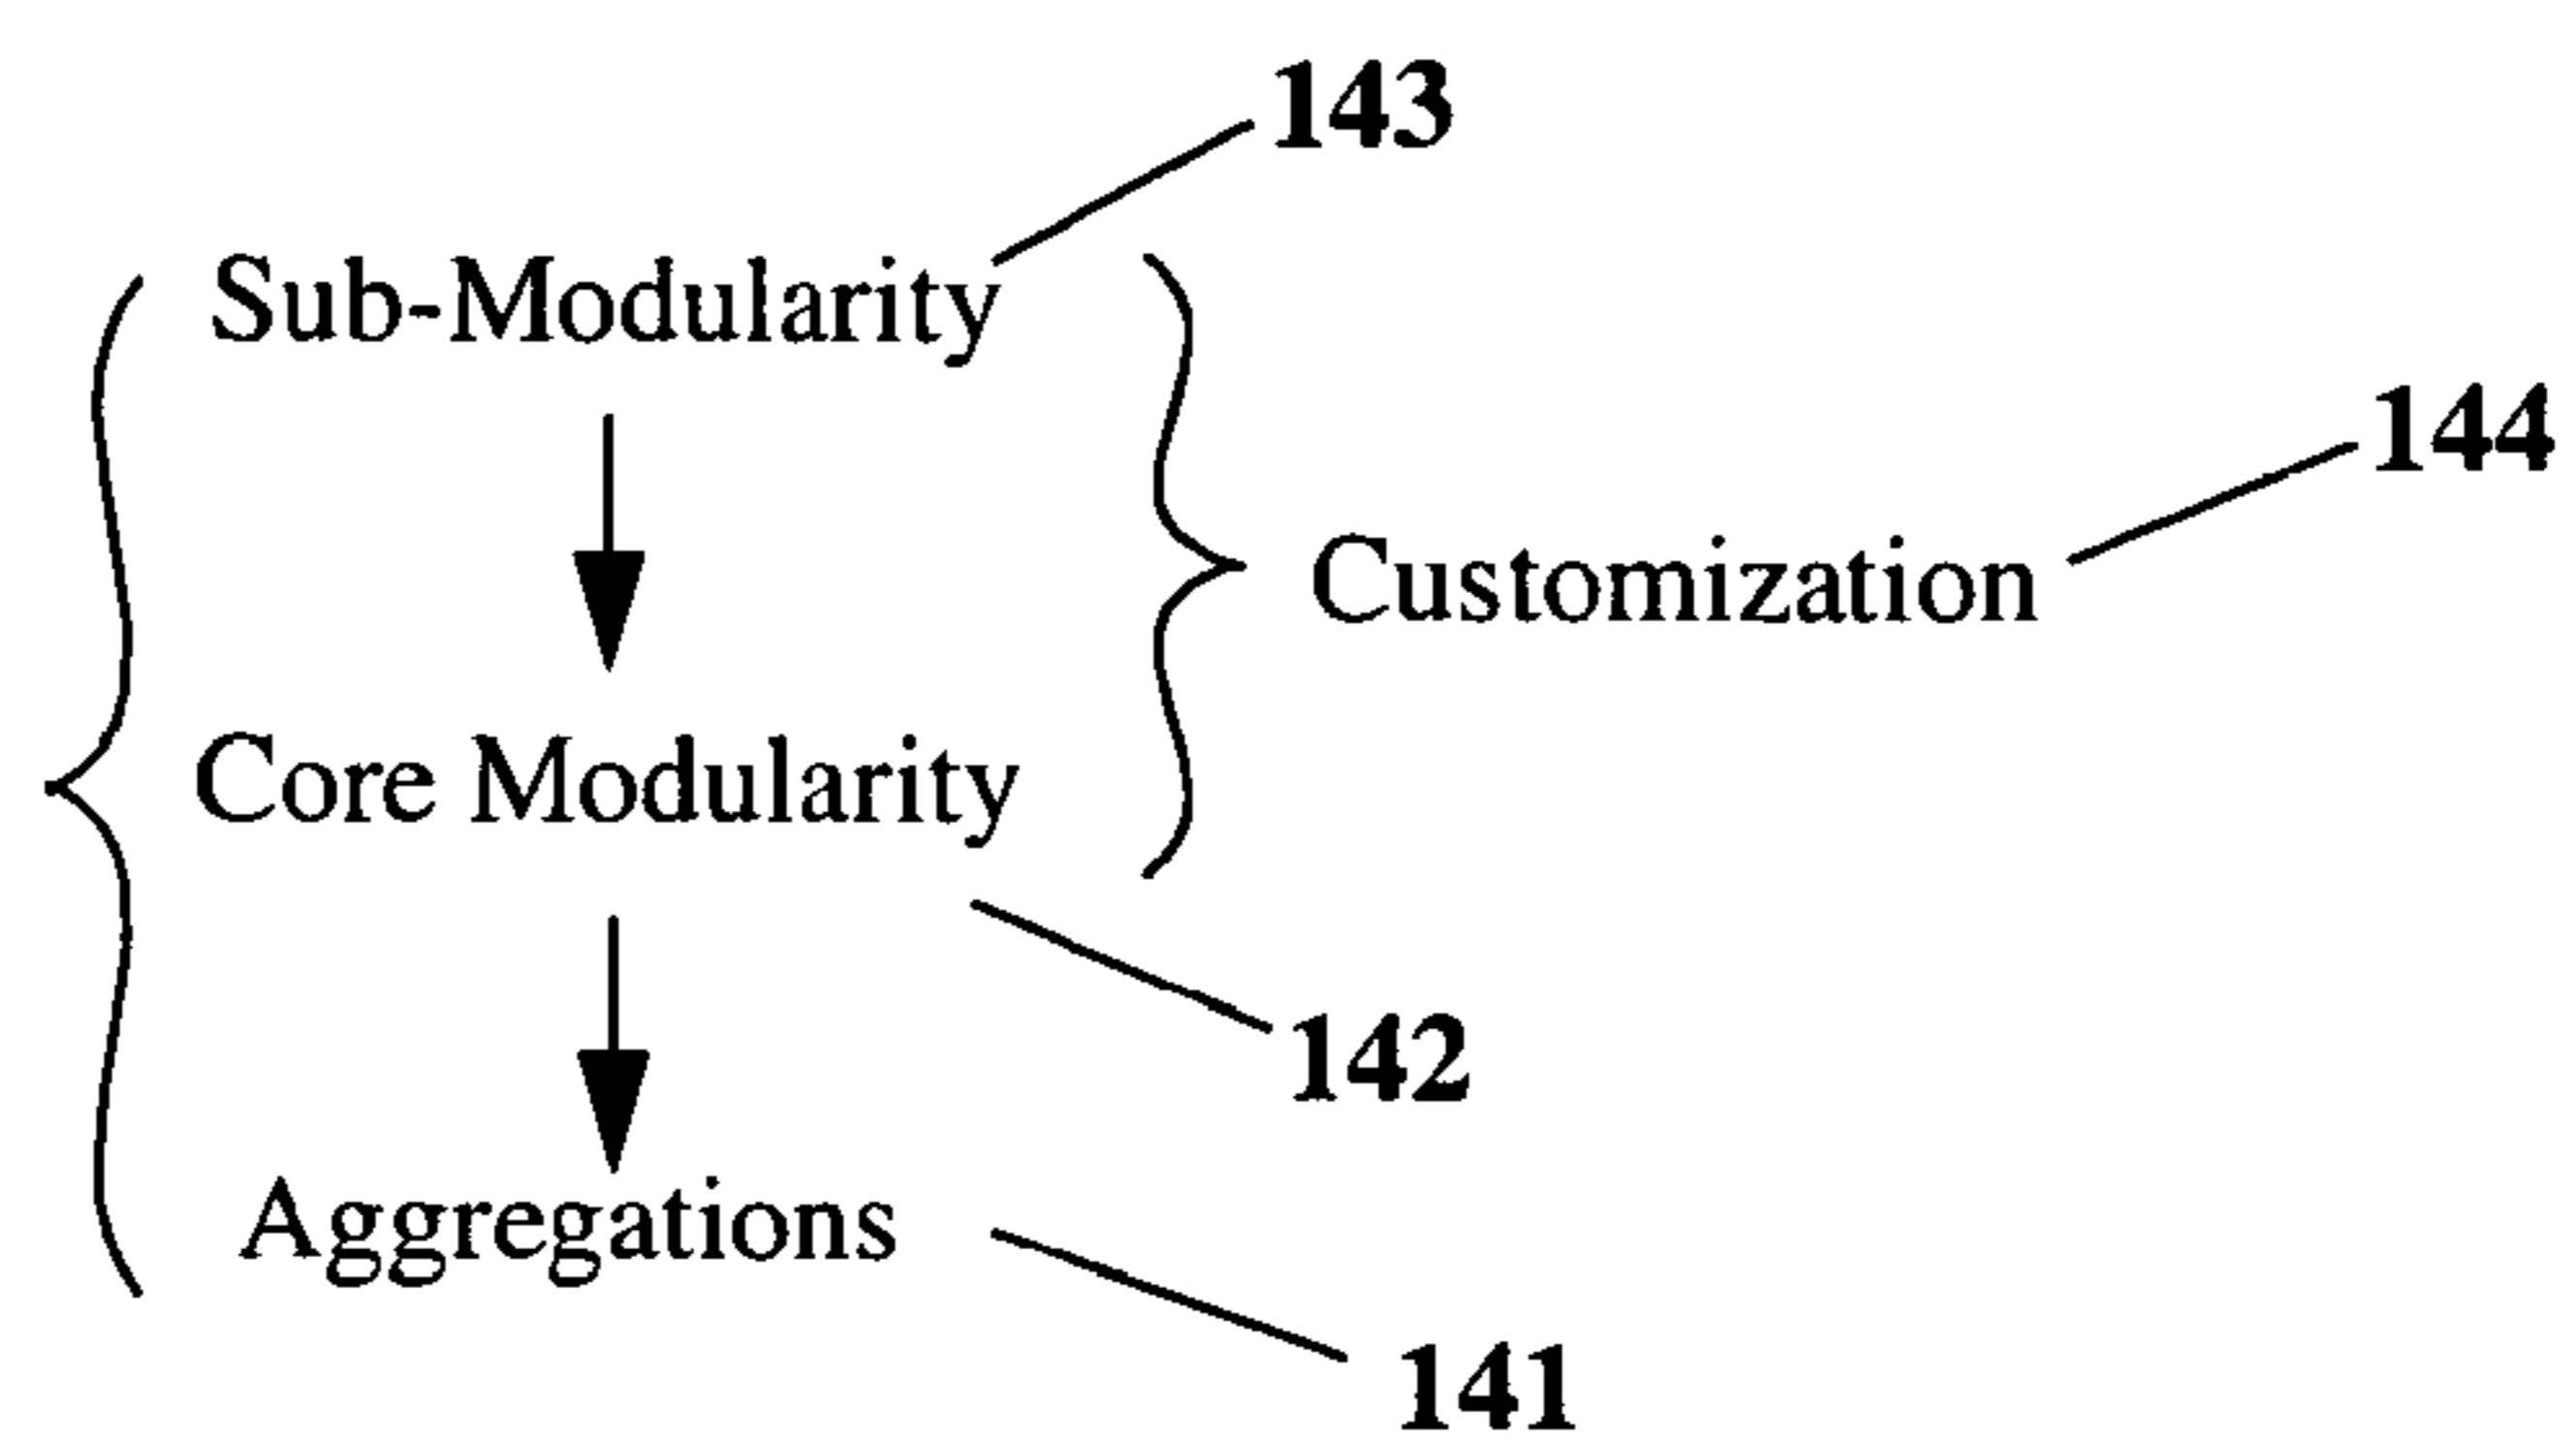 143
Sub-Modularity
144
Customization
Core Modularity
142
Aggregations
141